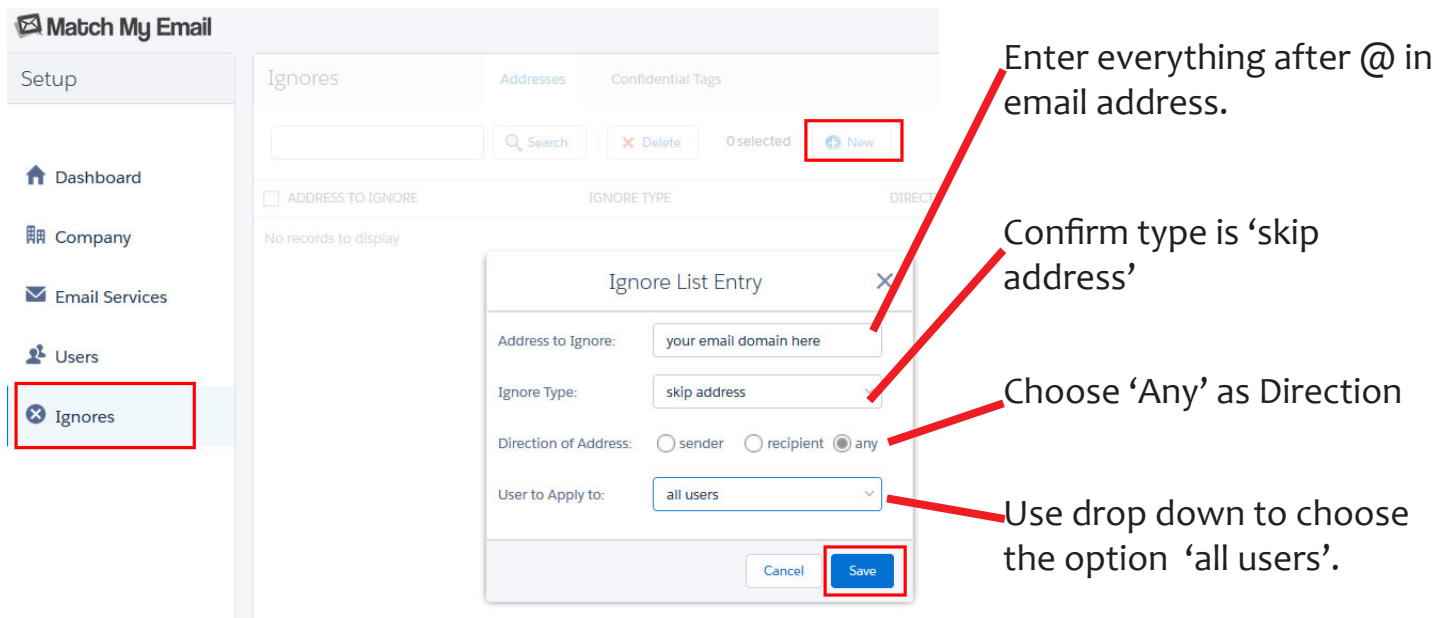 Match My Email
Setup
Ignores
Addresses
Confidential Tags
Search
Delete
0 selected
New
Dashboard
ADDRESS TO IGNORE
IGNORE TYPE
DIRECT
Company
No records to display
Email Services
Users
Ignores
Ignore List Entry
Address to Ignore:
your email domain here
Ignore Type:
skip address
Direction of Address:
sender
recipient
any
User to Apply to:
all users
Cancel
Save
Enter everything after @ in
email address.
Confirm type is ‘skip
address’
Choose ‘Any’ as Direction
Use drop down to choose
the option ‘all users’.